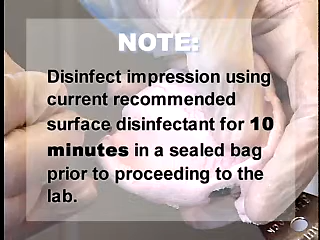 NOTE:
Disinfect impression using
current recommended
surface disinfectant for 10
minutes in a sealed bag
prior to proceeding to the
lab.